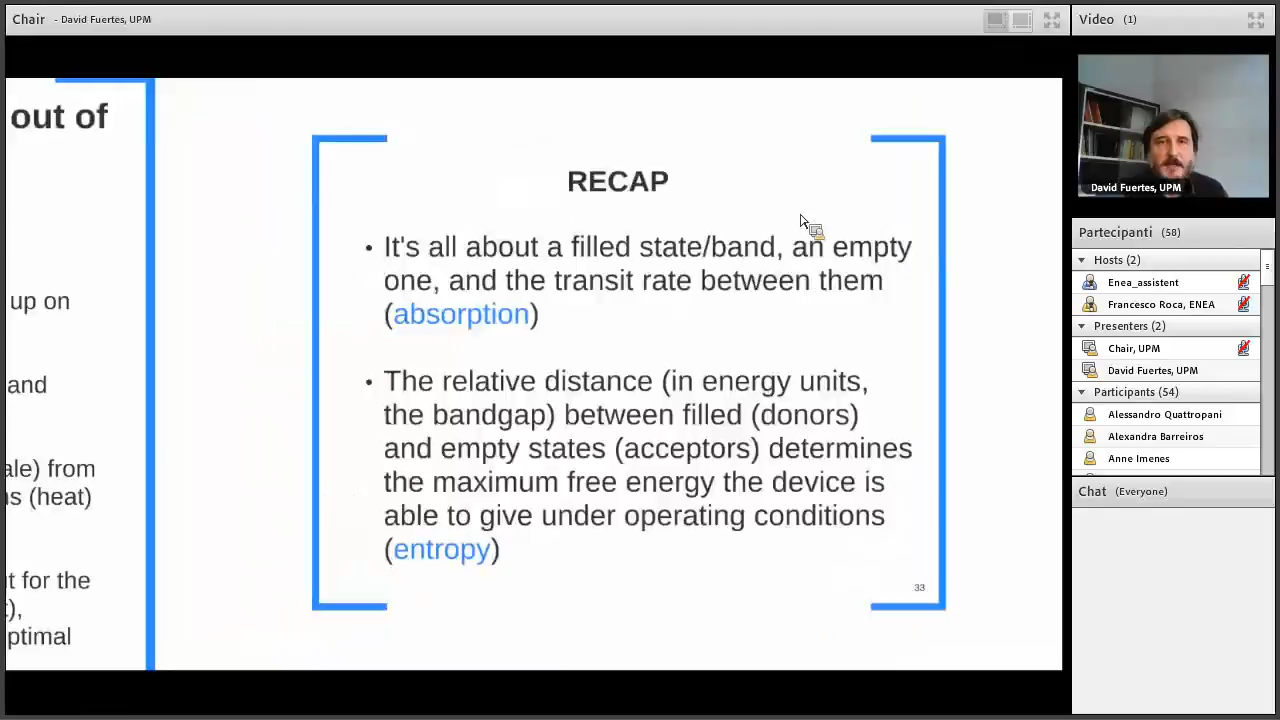 Chair - David Fuertes, UPM
out of
up on
and
ale) from
ns (heat)
t for the
t),
ptimal
RECAP
• It's all about a filled state/band, an empty
one, and the transit rate between them
(absorption)
• The relative distance (in energy units,
the bandgap) between filled (donors)
and empty states (acceptors) determines
the maximum free energy the device is
able to give under operating conditions
(entropy)
33
Video (1)
David Fuertes, UPM
Partecipanti (58)
Hosts (2)
Enea_assistent
Francesco Roca, ENEA
Presenters (2)
Chair, UPM
David Fuertes, UPM
Participants (54)
Alessandro Quattropani
Alexandra Barreiros
Anne Imenes
Chat (Everyone)